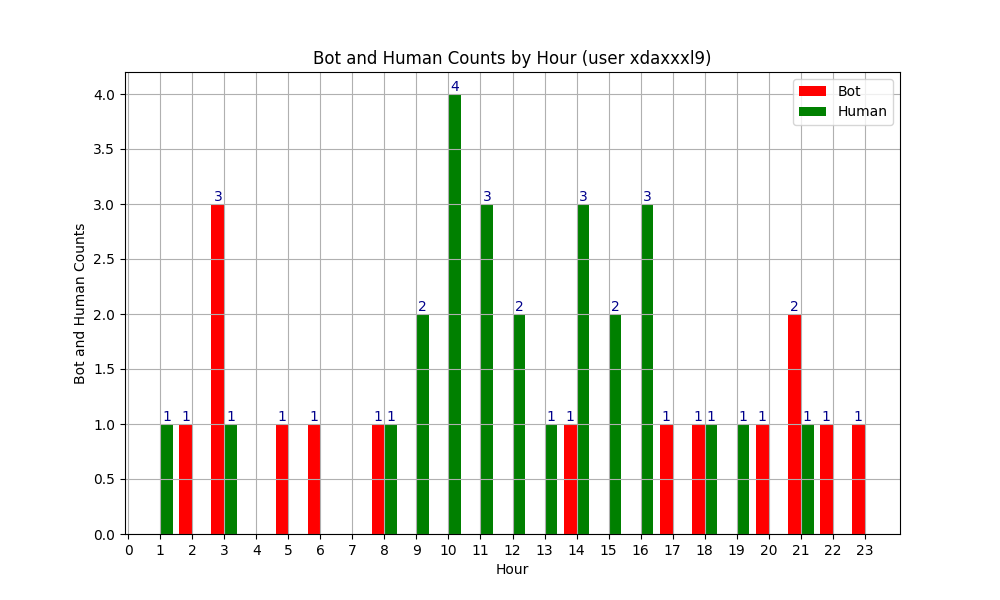 Bot and Human Counts by Hour (user xdaxxxl9)
Bot
Human
Bot and Human Counts
4.0
3.5
3.0
2.5
2.0
1.5
1.0
0.5
0.0
1 1 3 1 1 1 1 1 2 4 3 2 1 1 3 2 3 1 1 1 1 1 2 1 1 1
0 1 2 3 4 5 6 7 8 9 10 11 12 13 14 15 16 17 18 19 20 21 22 23
Hour